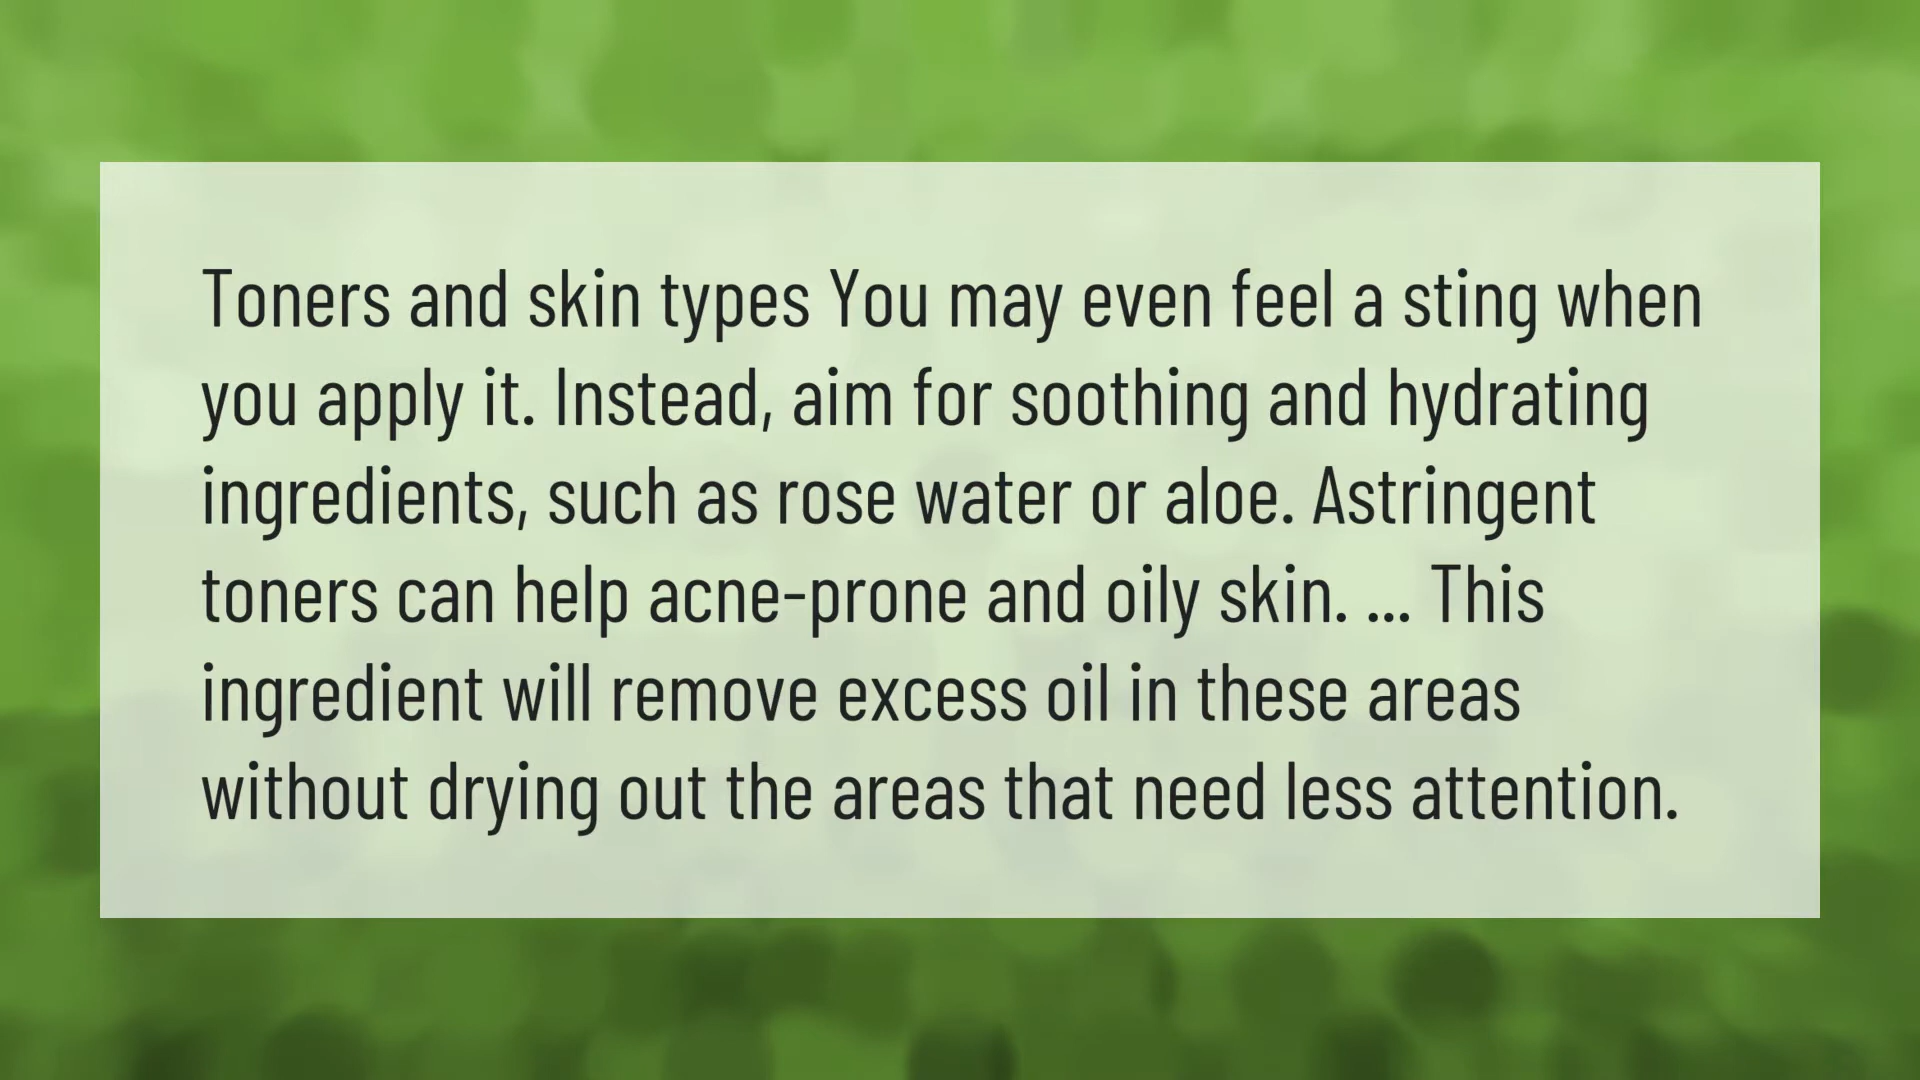 Toners and skin types You may even feel a sting when
you apply it. Instead, aim for soothing and hydrating
ingredients, such as rose water or aloe. Astringent
toners can help acne-prone and oily skin. ... This
ingredient will remove excess oil in these areas
without drying out the areas that need less attention.